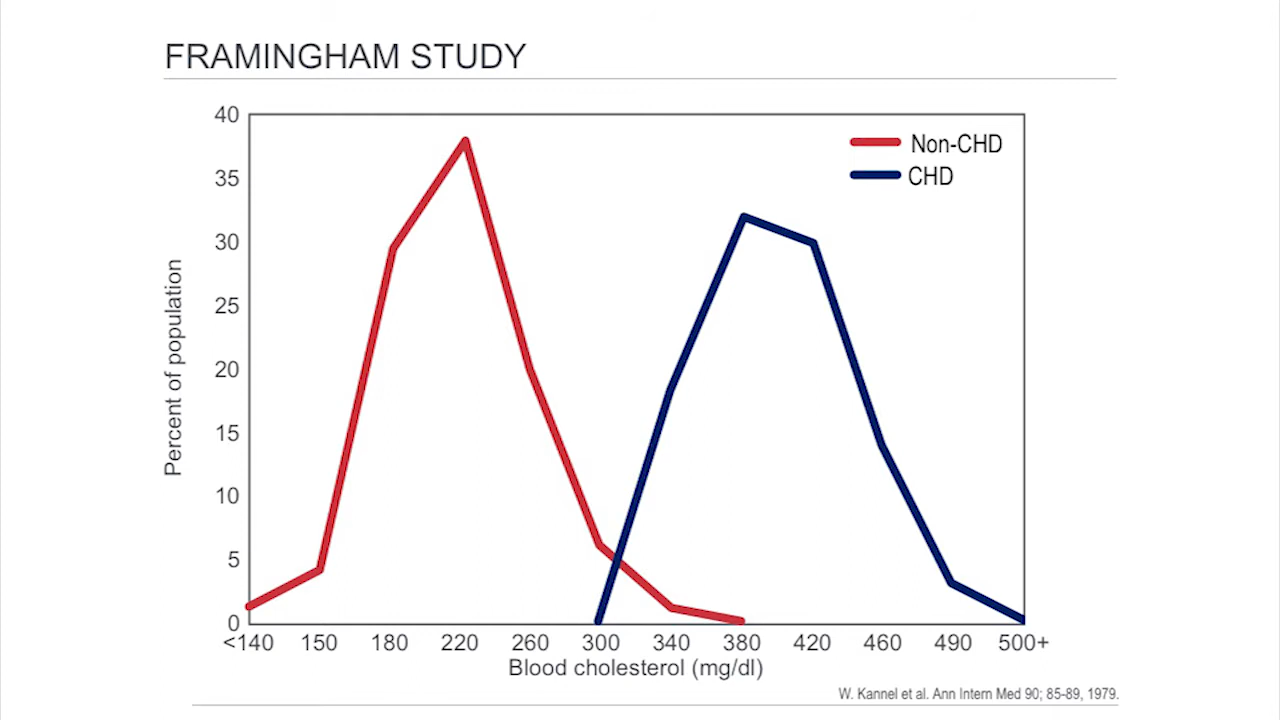 FRAMINGHAM STUDY
40
35
30
25
20
15
10
5
0
Percent of population
Non-CHD
CHD
<140 150 180 220 260 300 340 380 420 460 490 500+
Blood cholesterol (mg/dl)
W. Kannel et al. Ann Intern Med 90; 85-89, 1979.